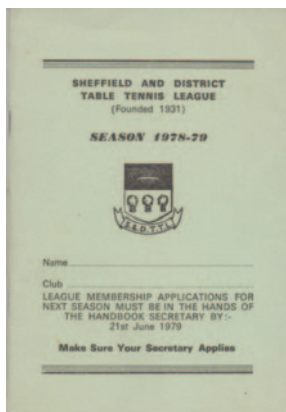 SHEFFIELD AND DISTRICT
TABLE TENNIS LEAGUE
(Founded 1931)
SEASON 1978-79
S.&.D.T.T.L.
Name
Club
LEAGUE MEMBERSHIP APPLICATIONS FOR
NEXT SEASON MUST BE IN THE HANDS OF
THE HANDBOOK SECRETARY BY:-
21st June 1979
Make Sure Your Secretary Applies